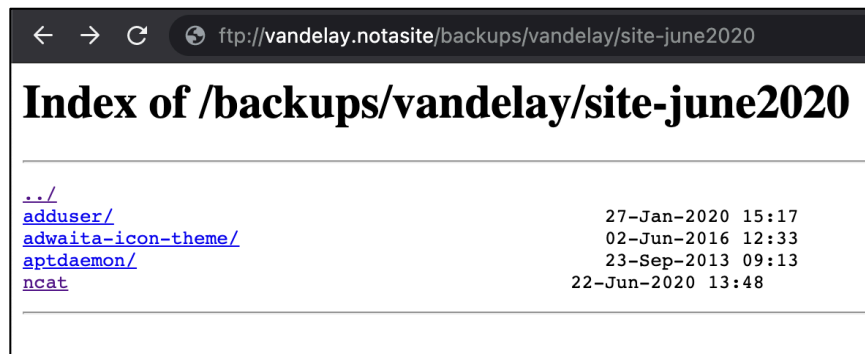 ftp://vandelay.notasite/backups/vandelay/site-june2020
Index of /backups/vandelay/site-june2020
../
adduser/ 27-Jan-2020 15:17
adwaita-icon-theme/ 02-Jun-2016 12:33
aptdaemon/ 23-Sep-2013 09:13
ncat 22-Jun-2020 13:48